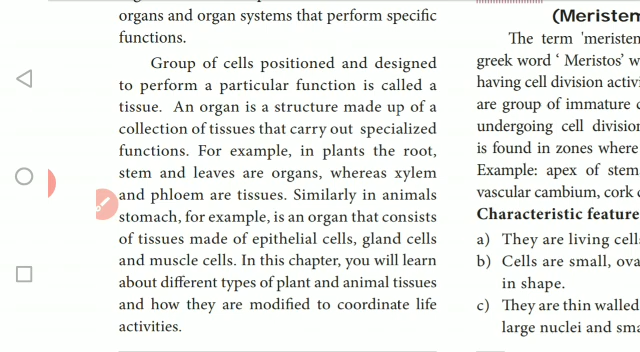 organs and organ systems that perform specific
functions.
Group of cells positioned and designed
to perform a particular function is called a
tissue. An organ is a structure made up of a
collection of tissues that carry out specialized
functions. For example, in plants the root,
stem and leaves are organs, whereas xylem
and phloem are tissues. Similarly in animals
stomach, for example, is an organ that consists
of tissues made of epithelial cells, gland cells
and muscle cells. In this chapter, you will learn
about different types of plant and animal tissues
and how they are modified to coordinate life
activities.
(Meristem
The term 'meristem
greek word ‘ Meristos’ w
having cell division activi
are group of immature c
undergoing cell division
is found in zones where
Example: apex of stem
vascular cambium, cork c
Characteristic feature
a) They are living cell
b) Cells are small, ova
in shape.
c) They are thin walled
large nuclei and sma